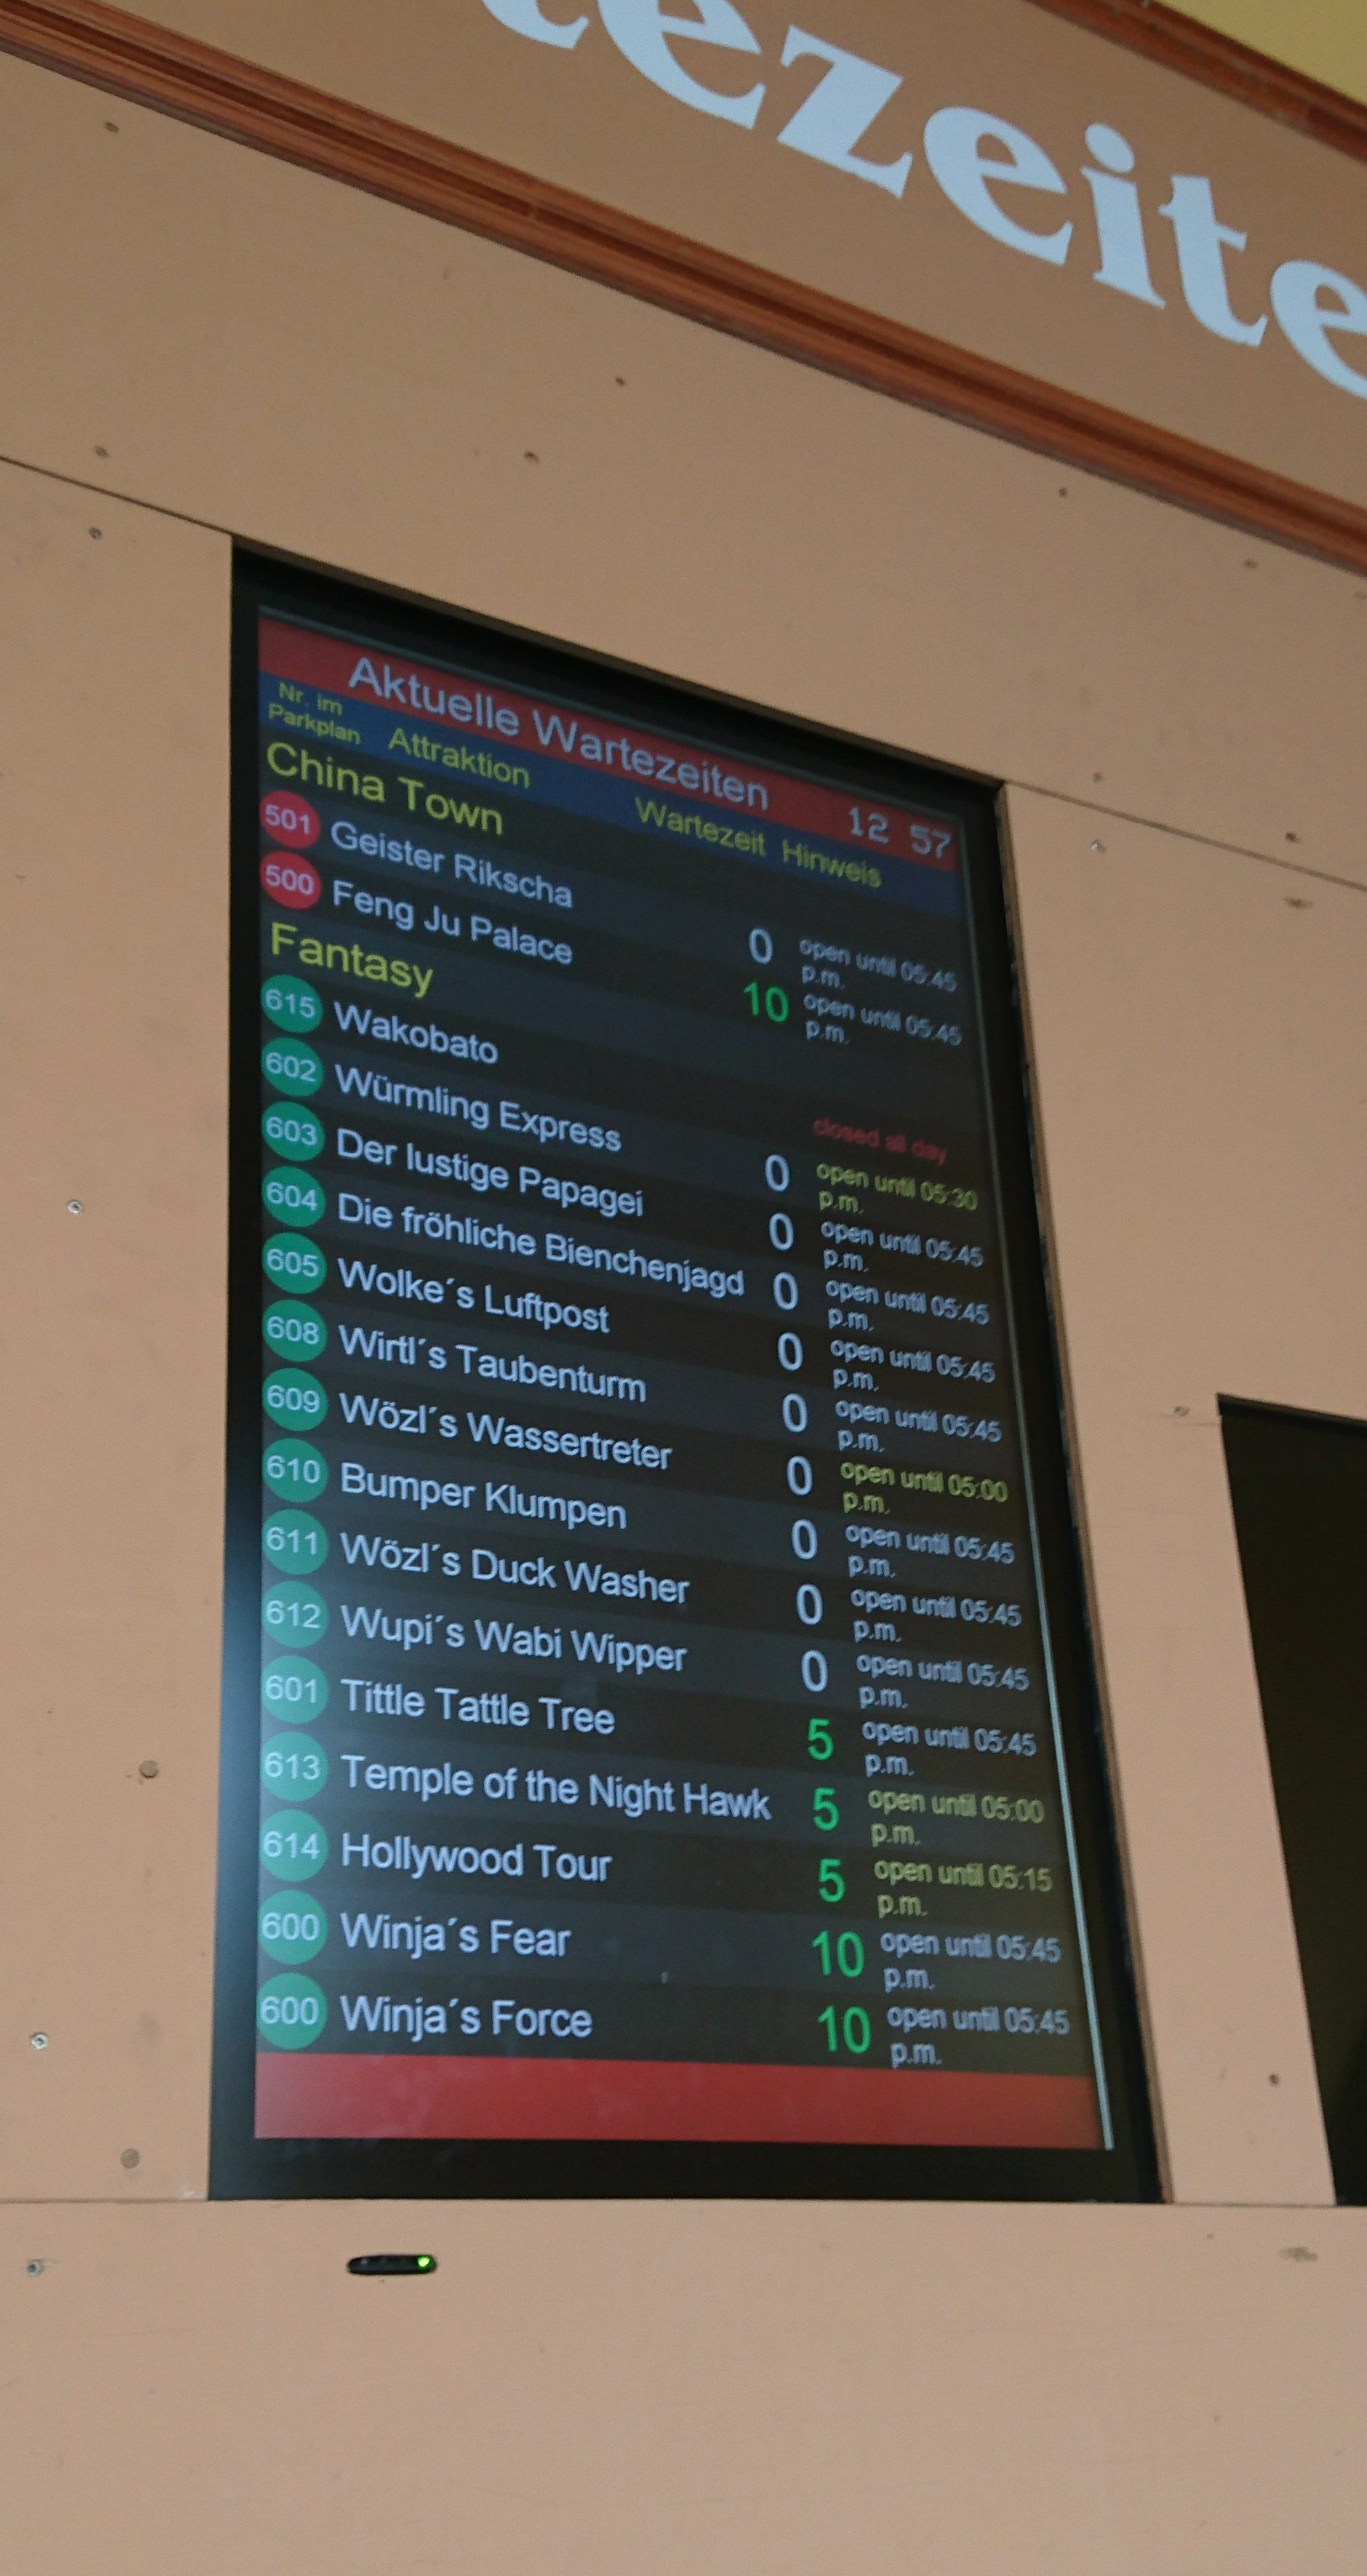 tezeite
Aktuelle Wartezeiten 12 57
Nr. im
Parkplan Attraktion Wartezeit Hinweis
China Town
501 Geister Rikscha 0 open until 05:45
p.m.
500 Feng Ju Palace 10 open until 05:45
p.m.
Fantasy
615 Wakobato closed all day
602 Würmling Express 0 open until 05:30
p.m.
603 Der lustige Papagei 0 open until 05:45
p.m.
604 Die fröhliche Bienchenjagd 0 open until 05:45
p.m.
605 Wolke´s Luftpost 0 open until 05:45
p.m.
608 Wirtl´s Taubenturm 0 open until 05:45
p.m.
609 Wözl´s Wassertreter 0 open until 05:00
p.m.
610 Bumper Klumpen 0 open until 05:45
p.m.
611 Wözl´s Duck Washer 0 open until 05:45
p.m.
612 Wupi´s Wabi Wipper 0 open until 05:45
p.m.
601 Tittle Tattle Tree 5 open until 05:45
p.m.
613 Temple of the Night Hawk 5 open until 05:00
p.m.
614 Hollywood Tour 5 open until 05:15
p.m.
600 Winja´s Fear 10 open until 05:45
p.m.
600 Winja´s Force 10 open until 05:45
p.m.